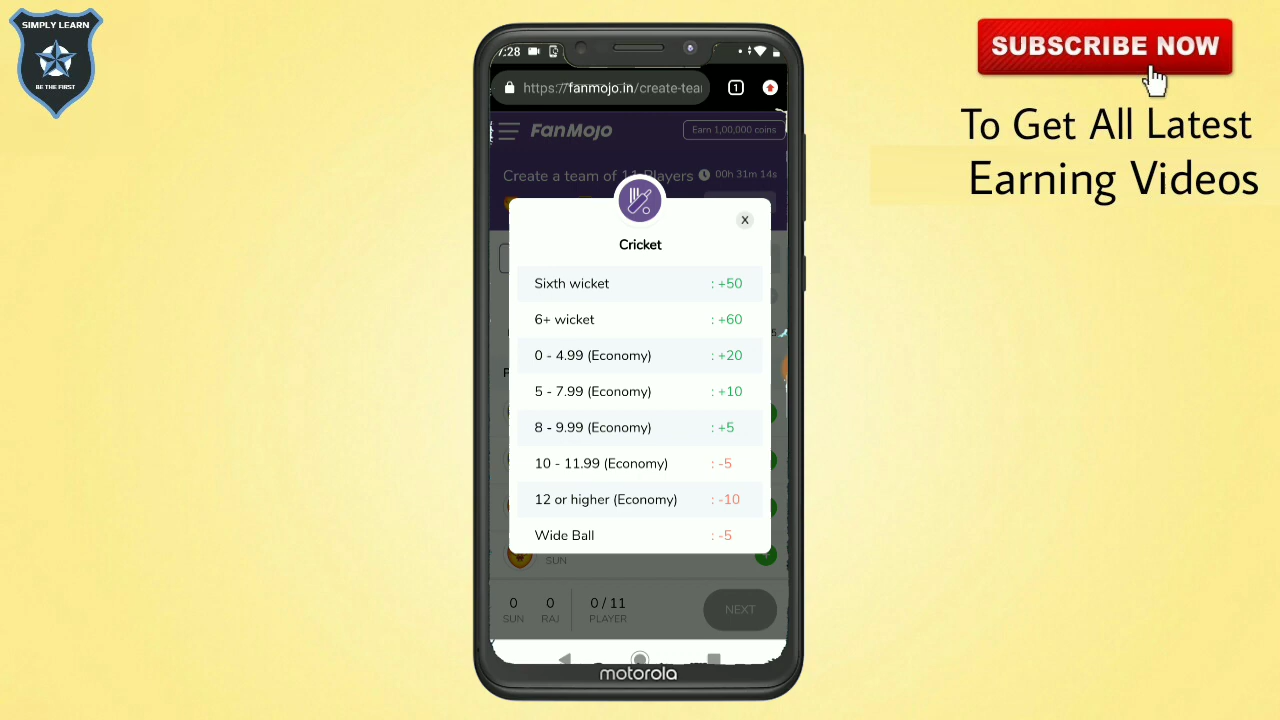 SIMPLY LEARN
BE THE FIRST
SUBSCRIBE NOW
To Get All Latest
Earning Videos
7:28
https://fanmojo.in/create-tea
1
FanMojo
Earn 1,00,000 coins
Create a team of 11 Players
00h 31m 14s
X
Cricket
Sixth wicket : +50
6+ wicket : +60
0 - 4.99 (Economy) : +20
5 - 7.99 (Economy) : +10
8 - 9.99 (Economy) : +5
10 - 11.99 (Economy) : -5
12 or higher (Economy) : -10
Wide Ball : -5
SUN
0 0 0 / 11
SUN RAJ PLAYER
NEXT
motorola